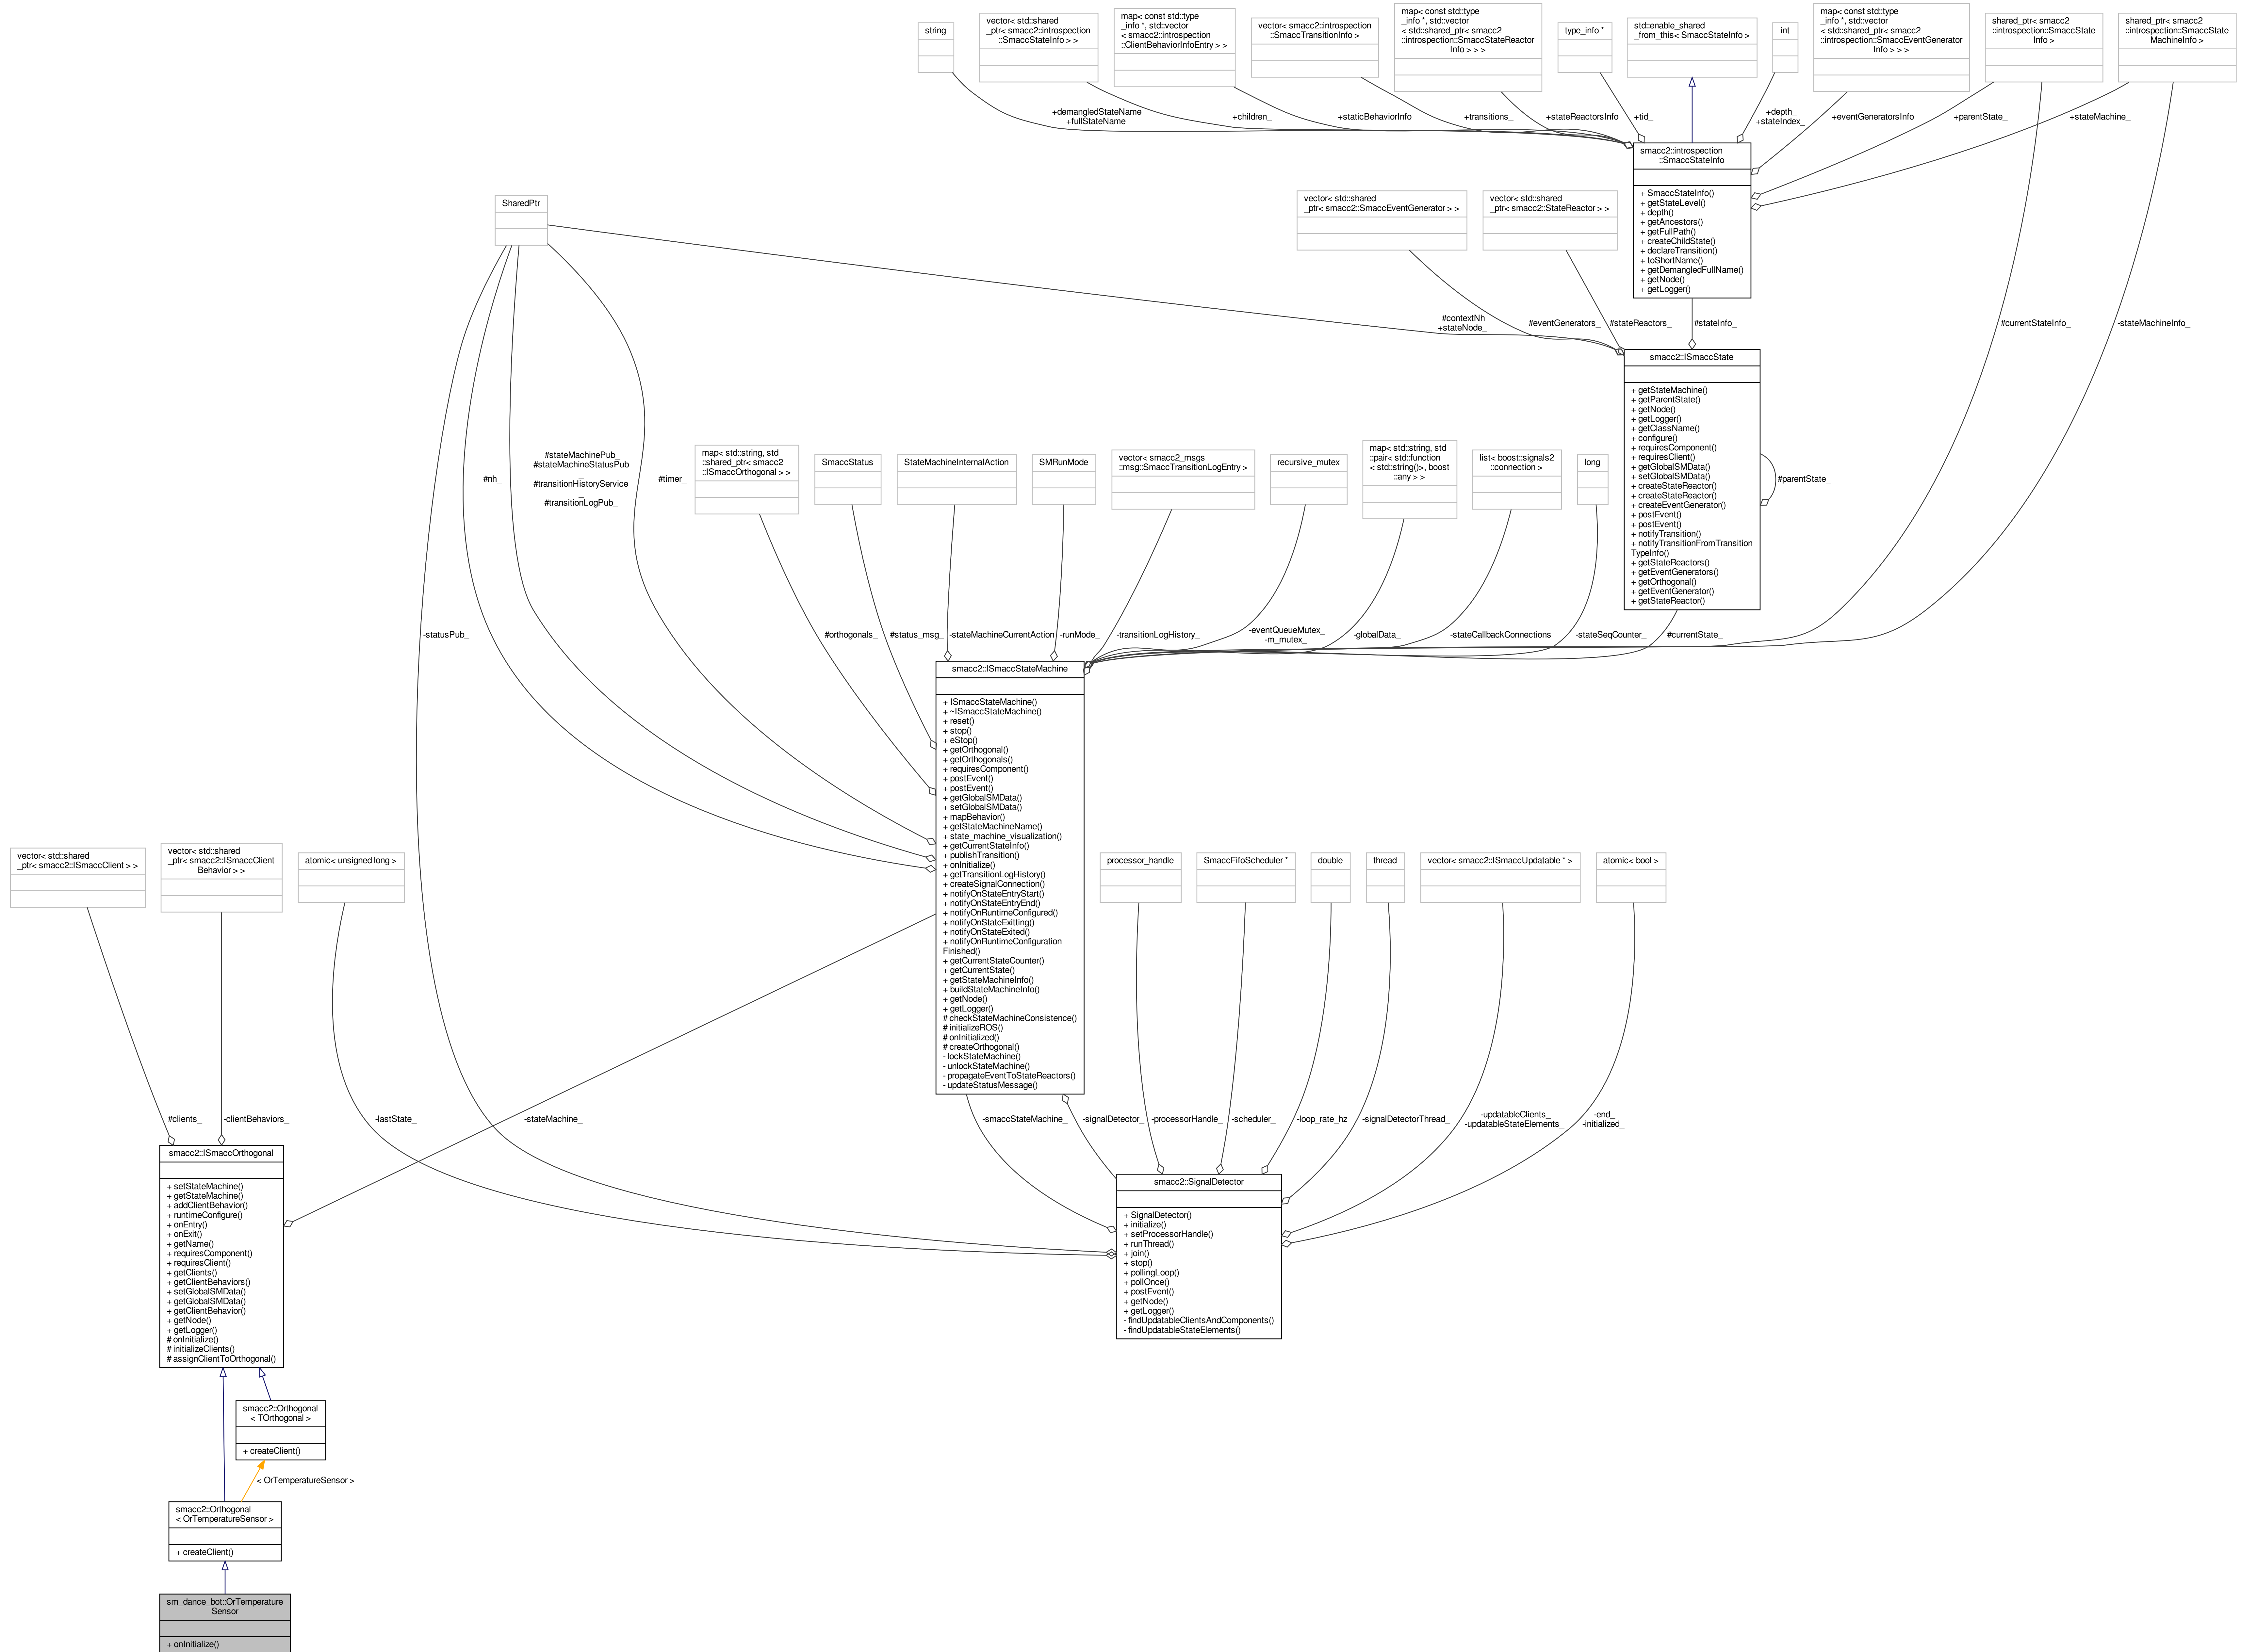 string
vector< std::shared
_ptr< smacc2::introspection
::SmaccStateInfo > >
map< const std::type
_info *, std::vector
< smacc2::introspection
::ClientBehaviorInfoEntry > >
vector< smacc2::introspection
::SmaccTransitionInfo >
map< const std::type
_info *, std::vector
< std::shared_ptr< smacc2
::introspection::SmaccStateReactor
Info > > >
type_info *
std::enable_shared
_from_this< SmaccStateInfo >
int
map< const std::type
_info *, std::vector
< std::shared_ptr< smacc2
::introspection::SmaccEventGenerator
Info > > >
shared_ptr< smacc2
::introspection::SmaccState
Info >
shared_ptr< smacc2
::introspection::SmaccState
MachineInfo >
+demangledStateName
+fullStateName
+children_
+staticBehaviorInfo
+transitions_
+stateReactorsInfo
+tid_
+depth_
+stateIndex_
+eventGeneratorsInfo
+parentState_
+stateMachine_
smacc2::introspection
::SmaccStateInfo
+ SmaccStateInfo()
+ getStateLevel()
+ depth()
+ getAncestors()
+ getFullPath()
+ createChildState()
+ declareTransition()
+ toShortName()
+ getDemangledFullName()
+ getNode()
+ getLogger()
SharedPtr
vector< std::shared
_ptr< smacc2::SmaccEventGenerator > >
vector< std::shared
_ptr< smacc2::StateReactor > >
#contextNh
+stateNode_
#eventGenerators_
#stateReactors_
#stateInfo_
#currentStateInfo_
-stateMachineInfo_
smacc2::ISmaccState
+ getStateMachine()
+ getParentState()
+ getNode()
+ getLogger()
+ getClassName()
+ configure()
+ requiresComponent()
+ requiresClient()
+ getGlobalSMData()
+ setGlobalSMData()
+ createStateReactor()
+ createStateReactor()
+ createEventGenerator()
+ postEvent()
+ postEvent()
+ notifyTransition()
+ notifyTransitionFromTransition
TypeInfo()
+ getStateReactors()
+ getEventGenerators()
+ getOrthogonal()
+ getEventGenerator()
+ getStateReactor()
#parentState_
#nh_
#stateMachinePub_
#stateMachineStatusPub
_
#transitionHistoryService
_
#transitionLogPub_
#timer_
map< std::string, std
::shared_ptr< smacc2
::ISmaccOrthogonal > >
SmaccStatus
StateMachineInternalAction
SMRunMode
vector< smacc2_msgs
::msg::SmaccTransitionLogEntry >
recursive_mutex
map< std::string, std
::pair< std::function
< std::string()>, boost
::any > >
list< boost::signals2
::connection >
long
-statusPub_
#orthogonals_
#status_msg_
-stateMachineCurrentAction
-runMode_
-transitionLogHistory_
-eventQueueMutex_
-m_mutex_
-globalData_
-stateCallbackConnections
-stateSeqCounter_
#currentState_
smacc2::ISmaccStateMachine
+ ISmaccStateMachine()
+ ~ISmaccStateMachine()
+ reset()
+ stop()
+ eStop()
+ getOrthogonal()
+ getOrthogonals()
+ requiresComponent()
+ postEvent()
+ postEvent()
+ getGlobalSMData()
+ setGlobalSMData()
+ mapBehavior()
+ getStateMachineName()
+ state_machine_visualization()
+ getCurrentStateInfo()
+ publishTransition()
+ onInitialize()
+ getTransitionLogHistory()
+ createSignalConnection()
+ notifyOnStateEntryStart()
+ notifyOnStateEntryEnd()
+ notifyOnRuntimeConfigured()
+ notifyOnStateExitting()
+ notifyOnStateExited()
+ notifyOnRuntimeConfiguration
Finished()
+ getCurrentStateCounter()
+ getCurrentState()
+ getStateMachineInfo()
+ buildStateMachineInfo()
+ getNode()
+ getLogger()
# checkStateMachineConsistence()
# initializeROS()
# onInitialized()
# createOrthogonal()
- lockStateMachine()
- unlockStateMachine()
- propagateEventToStateReactors()
- updateStatusMessage()
vector< std::shared
_ptr< smacc2::ISmaccClient > >
vector< std::shared
_ptr< smacc2::ISmaccClient
Behavior > >
atomic< unsigned long >
processor_handle
SmaccFifoScheduler *
double
thread
vector< smacc2::ISmaccUpdatable * >
atomic< bool >
#clients_
-clientBehaviors_
-lastState_
-stateMachine_
-smaccStateMachine_
-signalDetector_
-processorHandle_
-scheduler_
-loop_rate_hz
-signalDetectorThread_
-updatableClients_
-updatableStateElements_
-end_
-initialized_
smacc2::ISmaccOrthogonal
+ setStateMachine()
+ getStateMachine()
+ addClientBehavior()
+ runtimeConfigure()
+ onEntry()
+ onExit()
+ getName()
+ requiresComponent()
+ requiresClient()
+ getClients()
+ getClientBehaviors()
+ setGlobalSMData()
+ getGlobalSMData()
+ getClientBehavior()
+ getNode()
+ getLogger()
# onInitialize()
# initializeClients()
# assignClientToOrthogonal()
smacc2::SignalDetector
+ SignalDetector()
+ initialize()
+ setProcessorHandle()
+ runThread()
+ join()
+ stop()
+ pollingLoop()
+ pollOnce()
+ postEvent()
+ getNode()
+ getLogger()
- findUpdatableClientsAndComponents()
- findUpdatableStateElements()
smacc2::Orthogonal
< TOrthogonal >
+ createClient()
< OrTemperatureSensor >
smacc2::Orthogonal
< OrTemperatureSensor >
+ createClient()
sm_dance_bot::OrTemperature
Sensor
+ onInitialize()